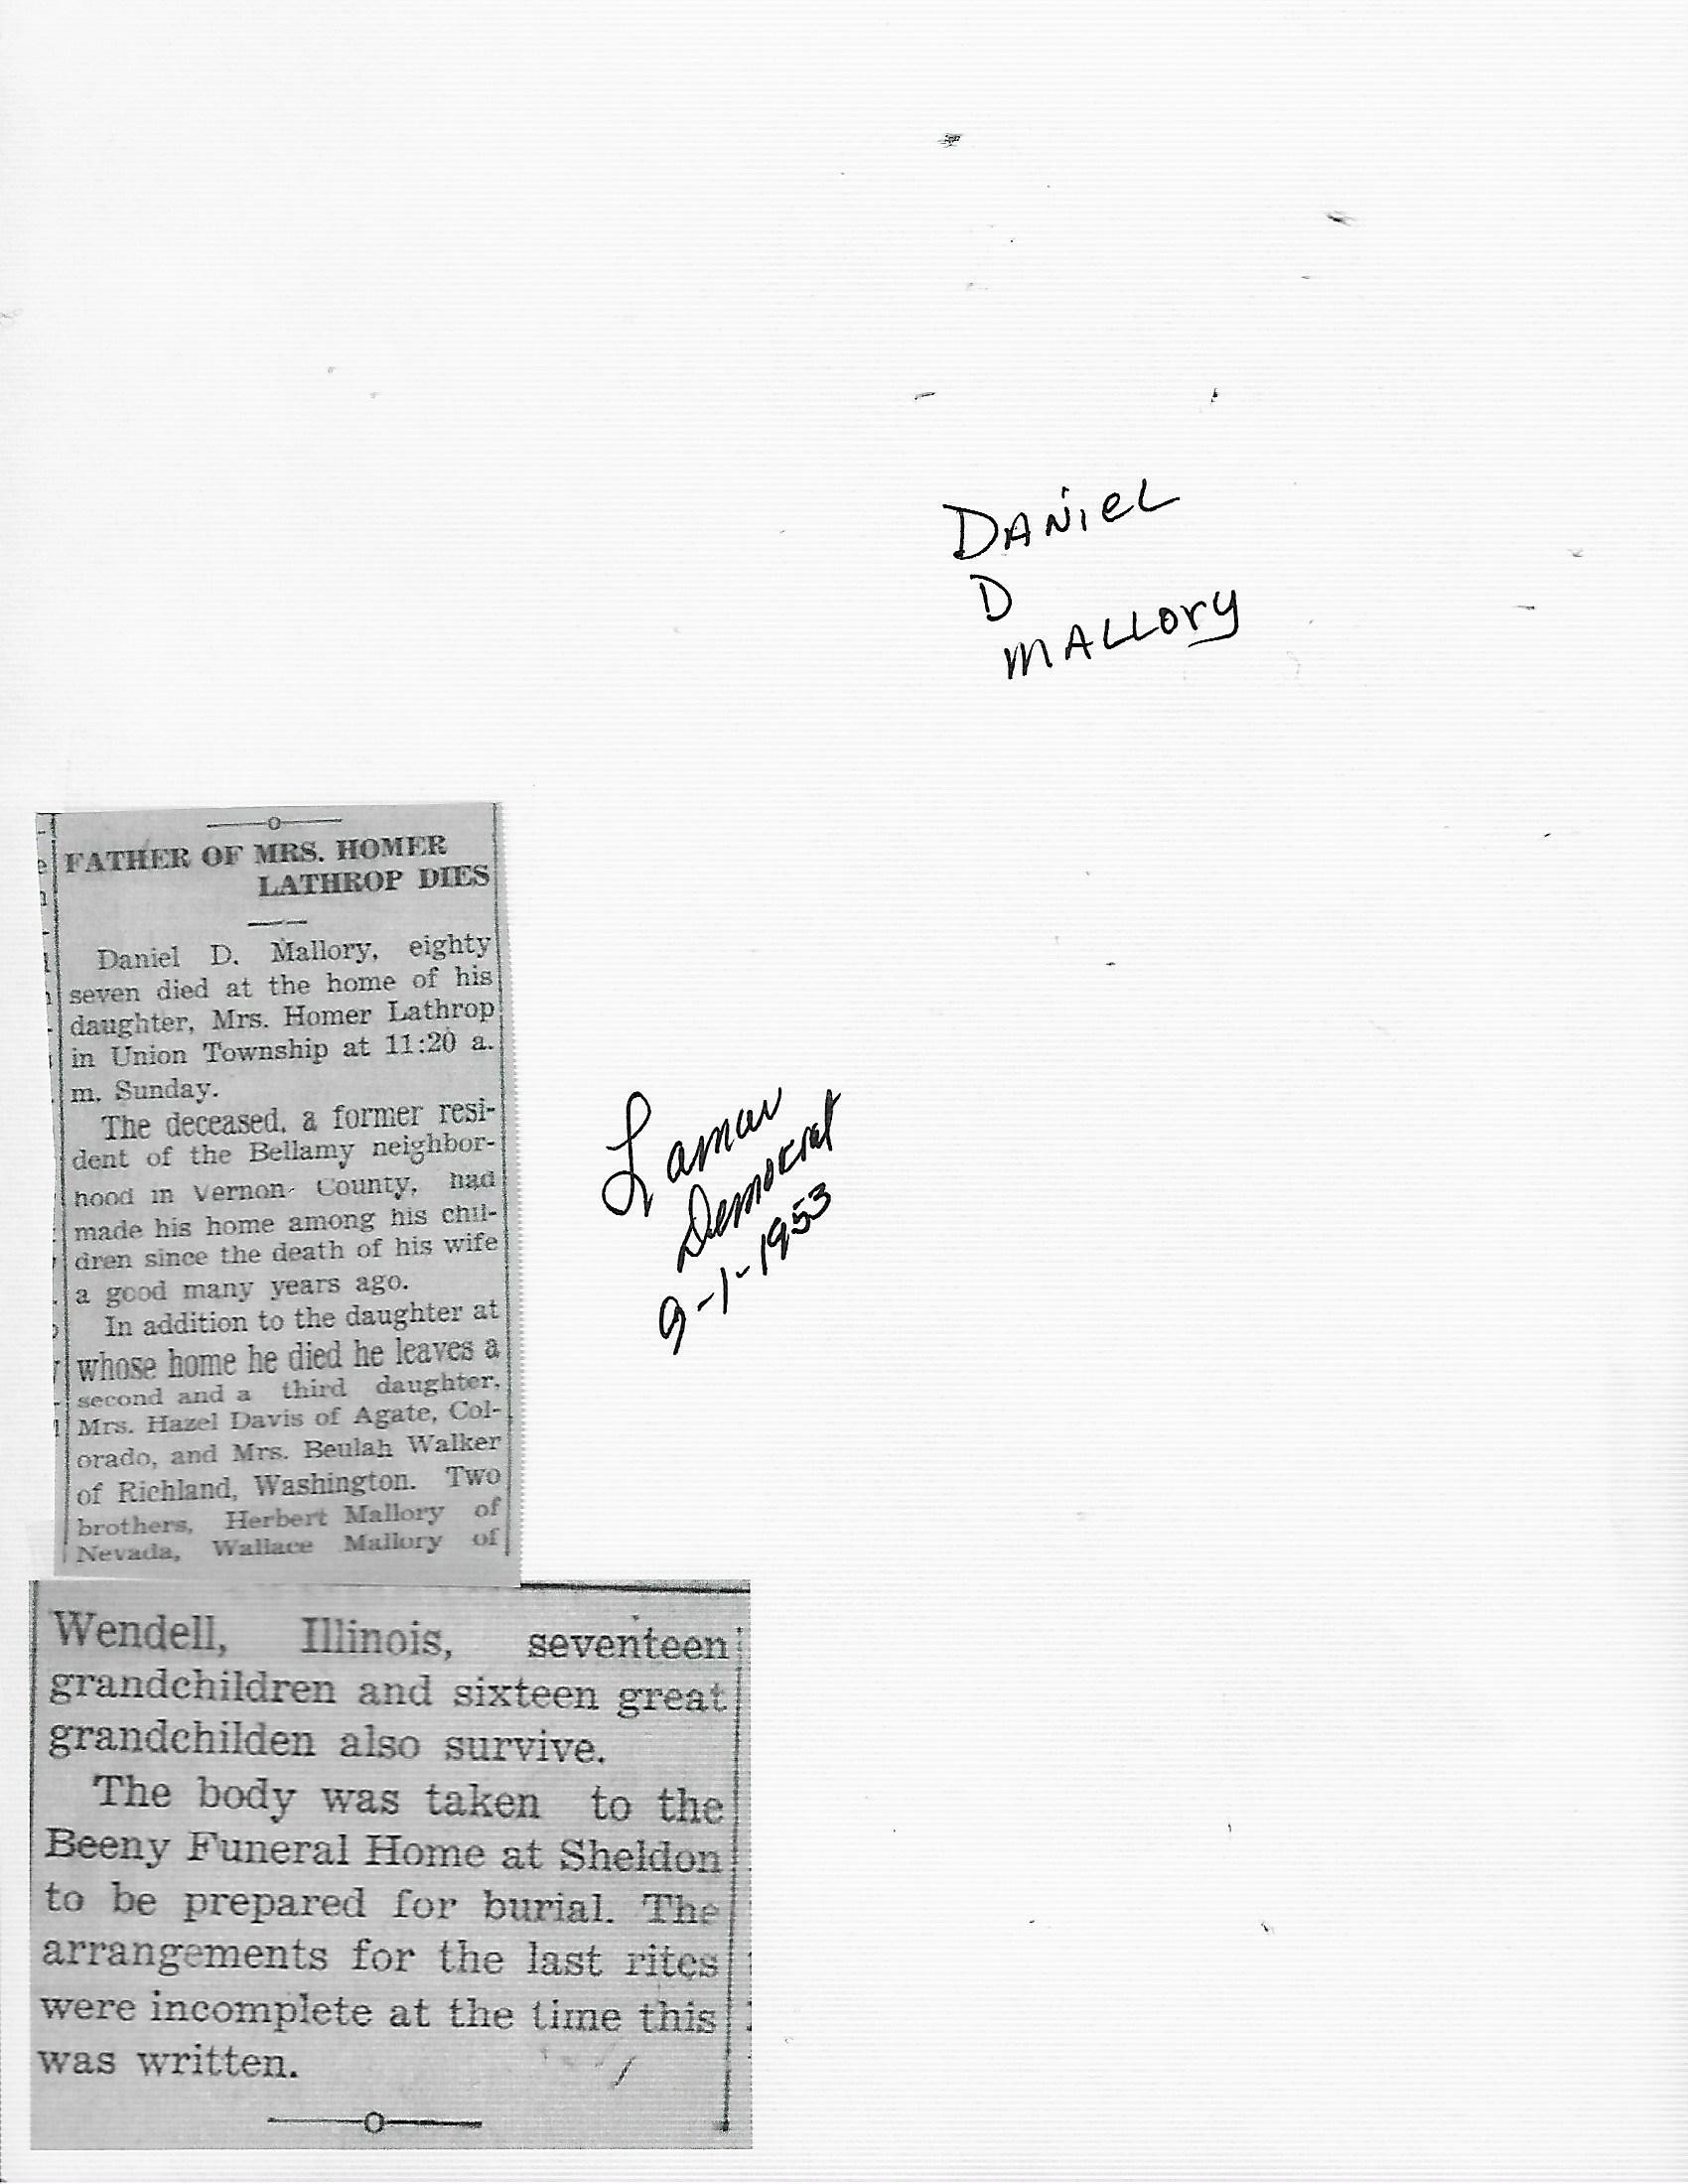 DANIEL
D
MALLORY
FATHER OF MRS. HOMER
LATHROP DIES
Daniel D. Mallory, eighty
seven died at the home of his
daughter, Mrs. Homer Lathrop
in Union Township at 11:20 a.
m. Sunday.
The deceased, a former resi-
dent of the Bellamy neighbor-
hood in Vernon County, had
made his home among his chil-
dren since the death of his wife
a good many years ago.
In addition to the daughter at
whose home he died he leaves a
second and a third daughter,
Mrs. Hazel Davis of Agate, Col-
orado, and Mrs. Beulah Walker
of Richland, Washington. Two
brothers, Herbert Mallory of
Nevada, Wallace Mallory of
Wendell, Illinois, seventeen
grandchildren and sixteen great
grandchilden also survive.
The body was taken to the
Beeny Funeral Home at Sheldon
to be prepared for burial. The
arrangements for the last rites
were incomplete at the time this
was written.
Lamar
Democrat
9-1-1953